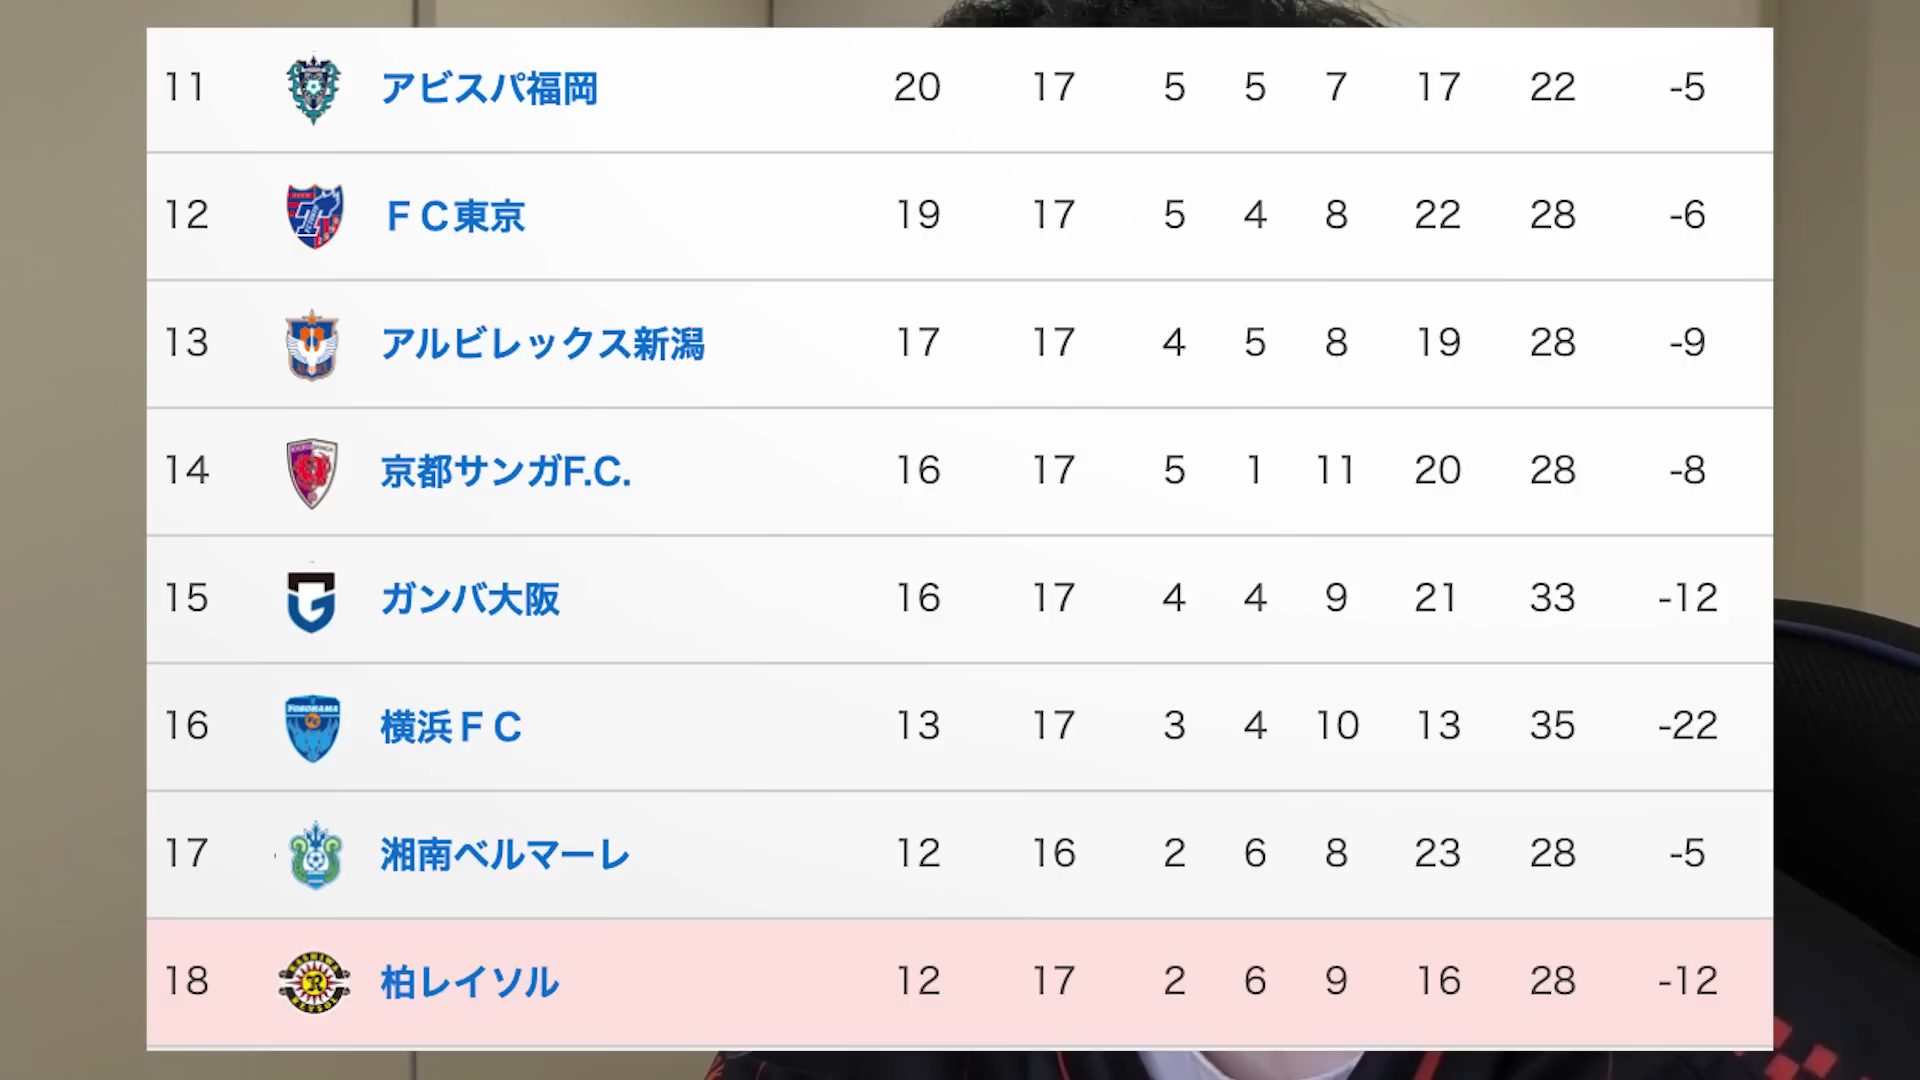 11 アビスパ福岡 20 17 5 5 7 17 22 -5
12 ＦＣ東京 19 17 5 4 8 22 28 -6
13 アルビレックス新潟 17 17 4 5 8 19 28 -9
14 京都サンガF.C. 16 17 5 1 11 20 28 -8
15 ガンバ大阪 16 17 4 4 9 21 33 -12
16 YOKOHAMA 横浜ＦＣ 13 17 3 4 10 13 35 -22
17 湘南ベルマーレ 12 16 2 6 8 23 28 -5
18 柏レイソル 12 17 2 6 9 16 28 -12